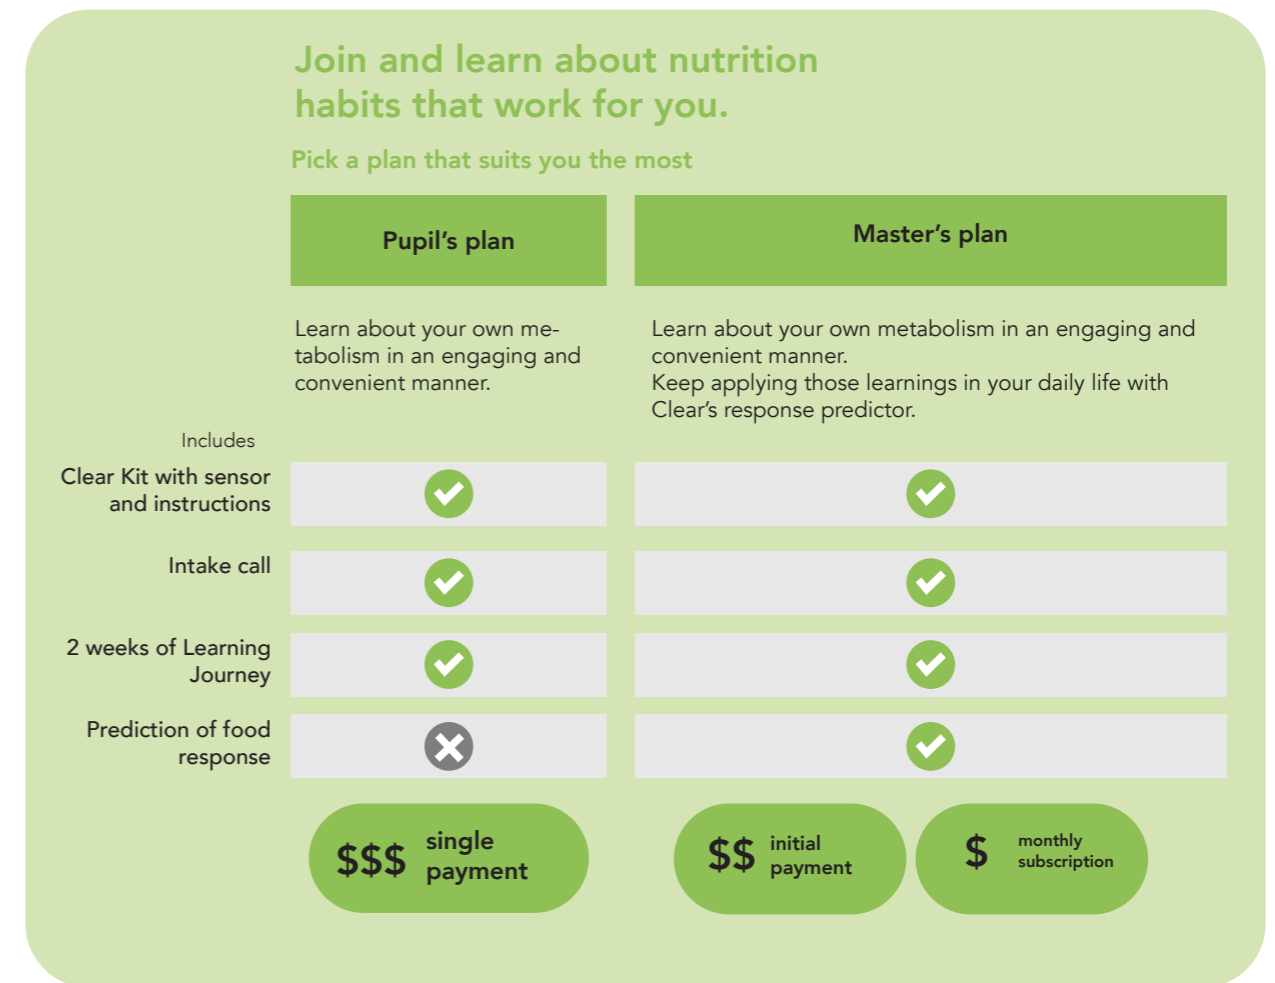 Join and learn about nutrition
habits that work for you.
Pick a plan that suits you the most
Pupil's plan
Master's plan
Learn about your own me-
tabolism in an engaging and
convenient manner.
Learn about your own metabolism in an engaging and
convenient manner.
Keep applying those learnings in your daily life with
Clear's response predictor.
Includes
Clear Kit with sensor
and instructions
Intake call
2 weeks of Learning
Journey
Prediction of food
response
$$$ single
payment
$$ initial
payment
$ monthly
subscription